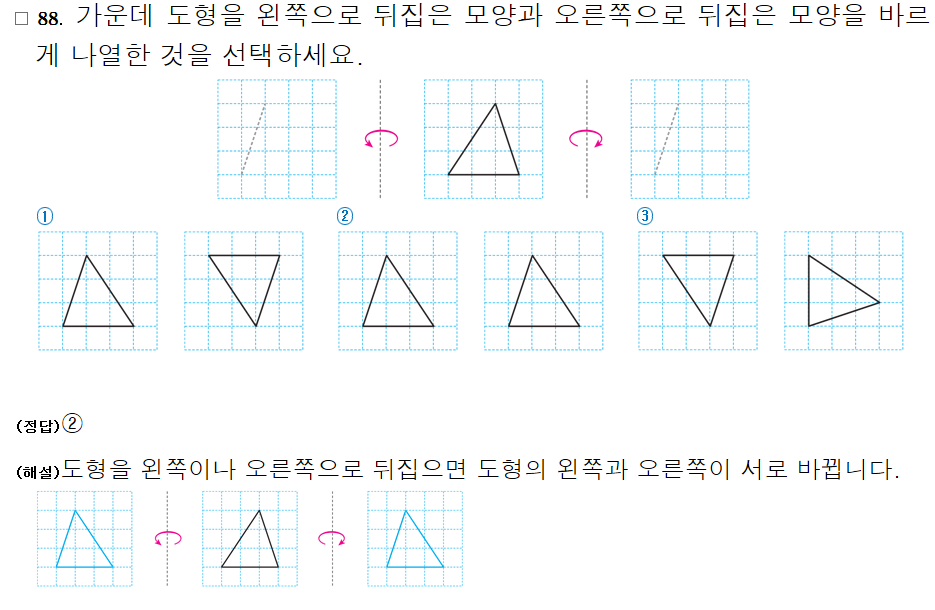 □ 88. 가운데 도형을 왼쪽으로 뒤집은 모양과 오른쪽으로 뒤집은 모양을 바르
게 나열한 것을 선택하세요.
① ② ③
(정답)②
(해설)도형을 왼쪽이나 오른쪽으로 뒤집으면 도형의 왼쪽과 오른쪽이 서로 바뀝니다.